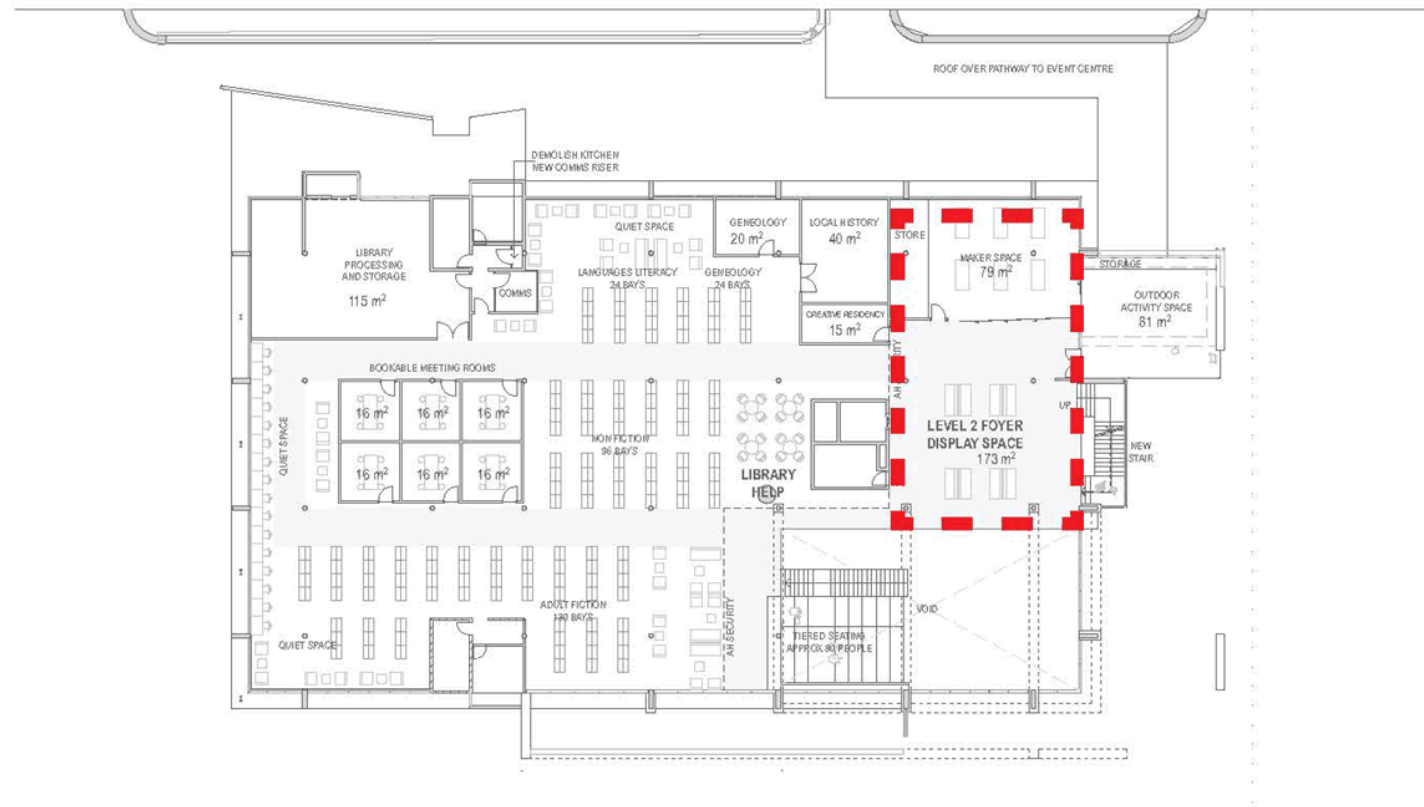 ROOF OVER PATHWAY TO EVENT CENTRE
DEMOLISH KITCHEN
NEW COMMS RISER
QUIET SPACE
GENEOLOGY
20 m²
LOCAL HISTORY
40 m²
STORE
MAKER SPACE
79 m²
STORAGE
OUTDOOR
ACTIVITY SPACE
81 m²
LIBRARY
PROCESSING
AND STORAGE
115 m²
COMMS
LANGUAGES LITERACY
24 BAYS
GENEOLOGY
24 BAYS
CREATIVE RESIDENCY
15 m²
BOOKABLE MEETING ROOMS
16 m²
16 m²
16 m²
16 m²
16 m²
16 m²
QUIET SPACE
NON FICTION
96 BAYS
LIBRARY
HELP
LEVEL 2 FOYER
DISPLAY SPACE
173 m²
UP
NEW
STAIR
ADULT FICTION
130 BAYS
QUIET SPACE
AH SECURITY
TIERED SEATING
APPROX 80 PEOPLE
VOID